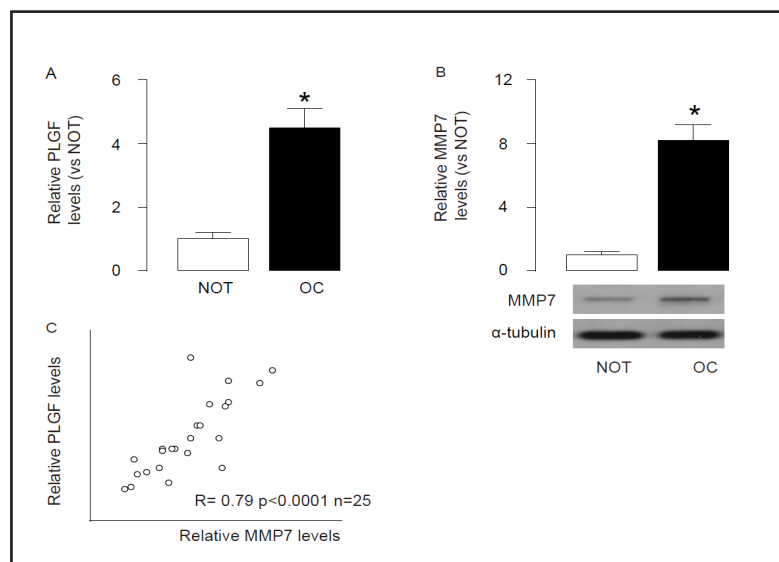 A
Relative PLGF
levels (vs NOT)
6
4
2
0
*
NOT
OC
B
Relative MMP7
levels (vs NOT)
12
8
4
0
*
MMP7
α-tubulin
NOT
OC
C
Relative PLGF levels
R= 0.79 p<0.0001 n=25
Relative MMP7 levels